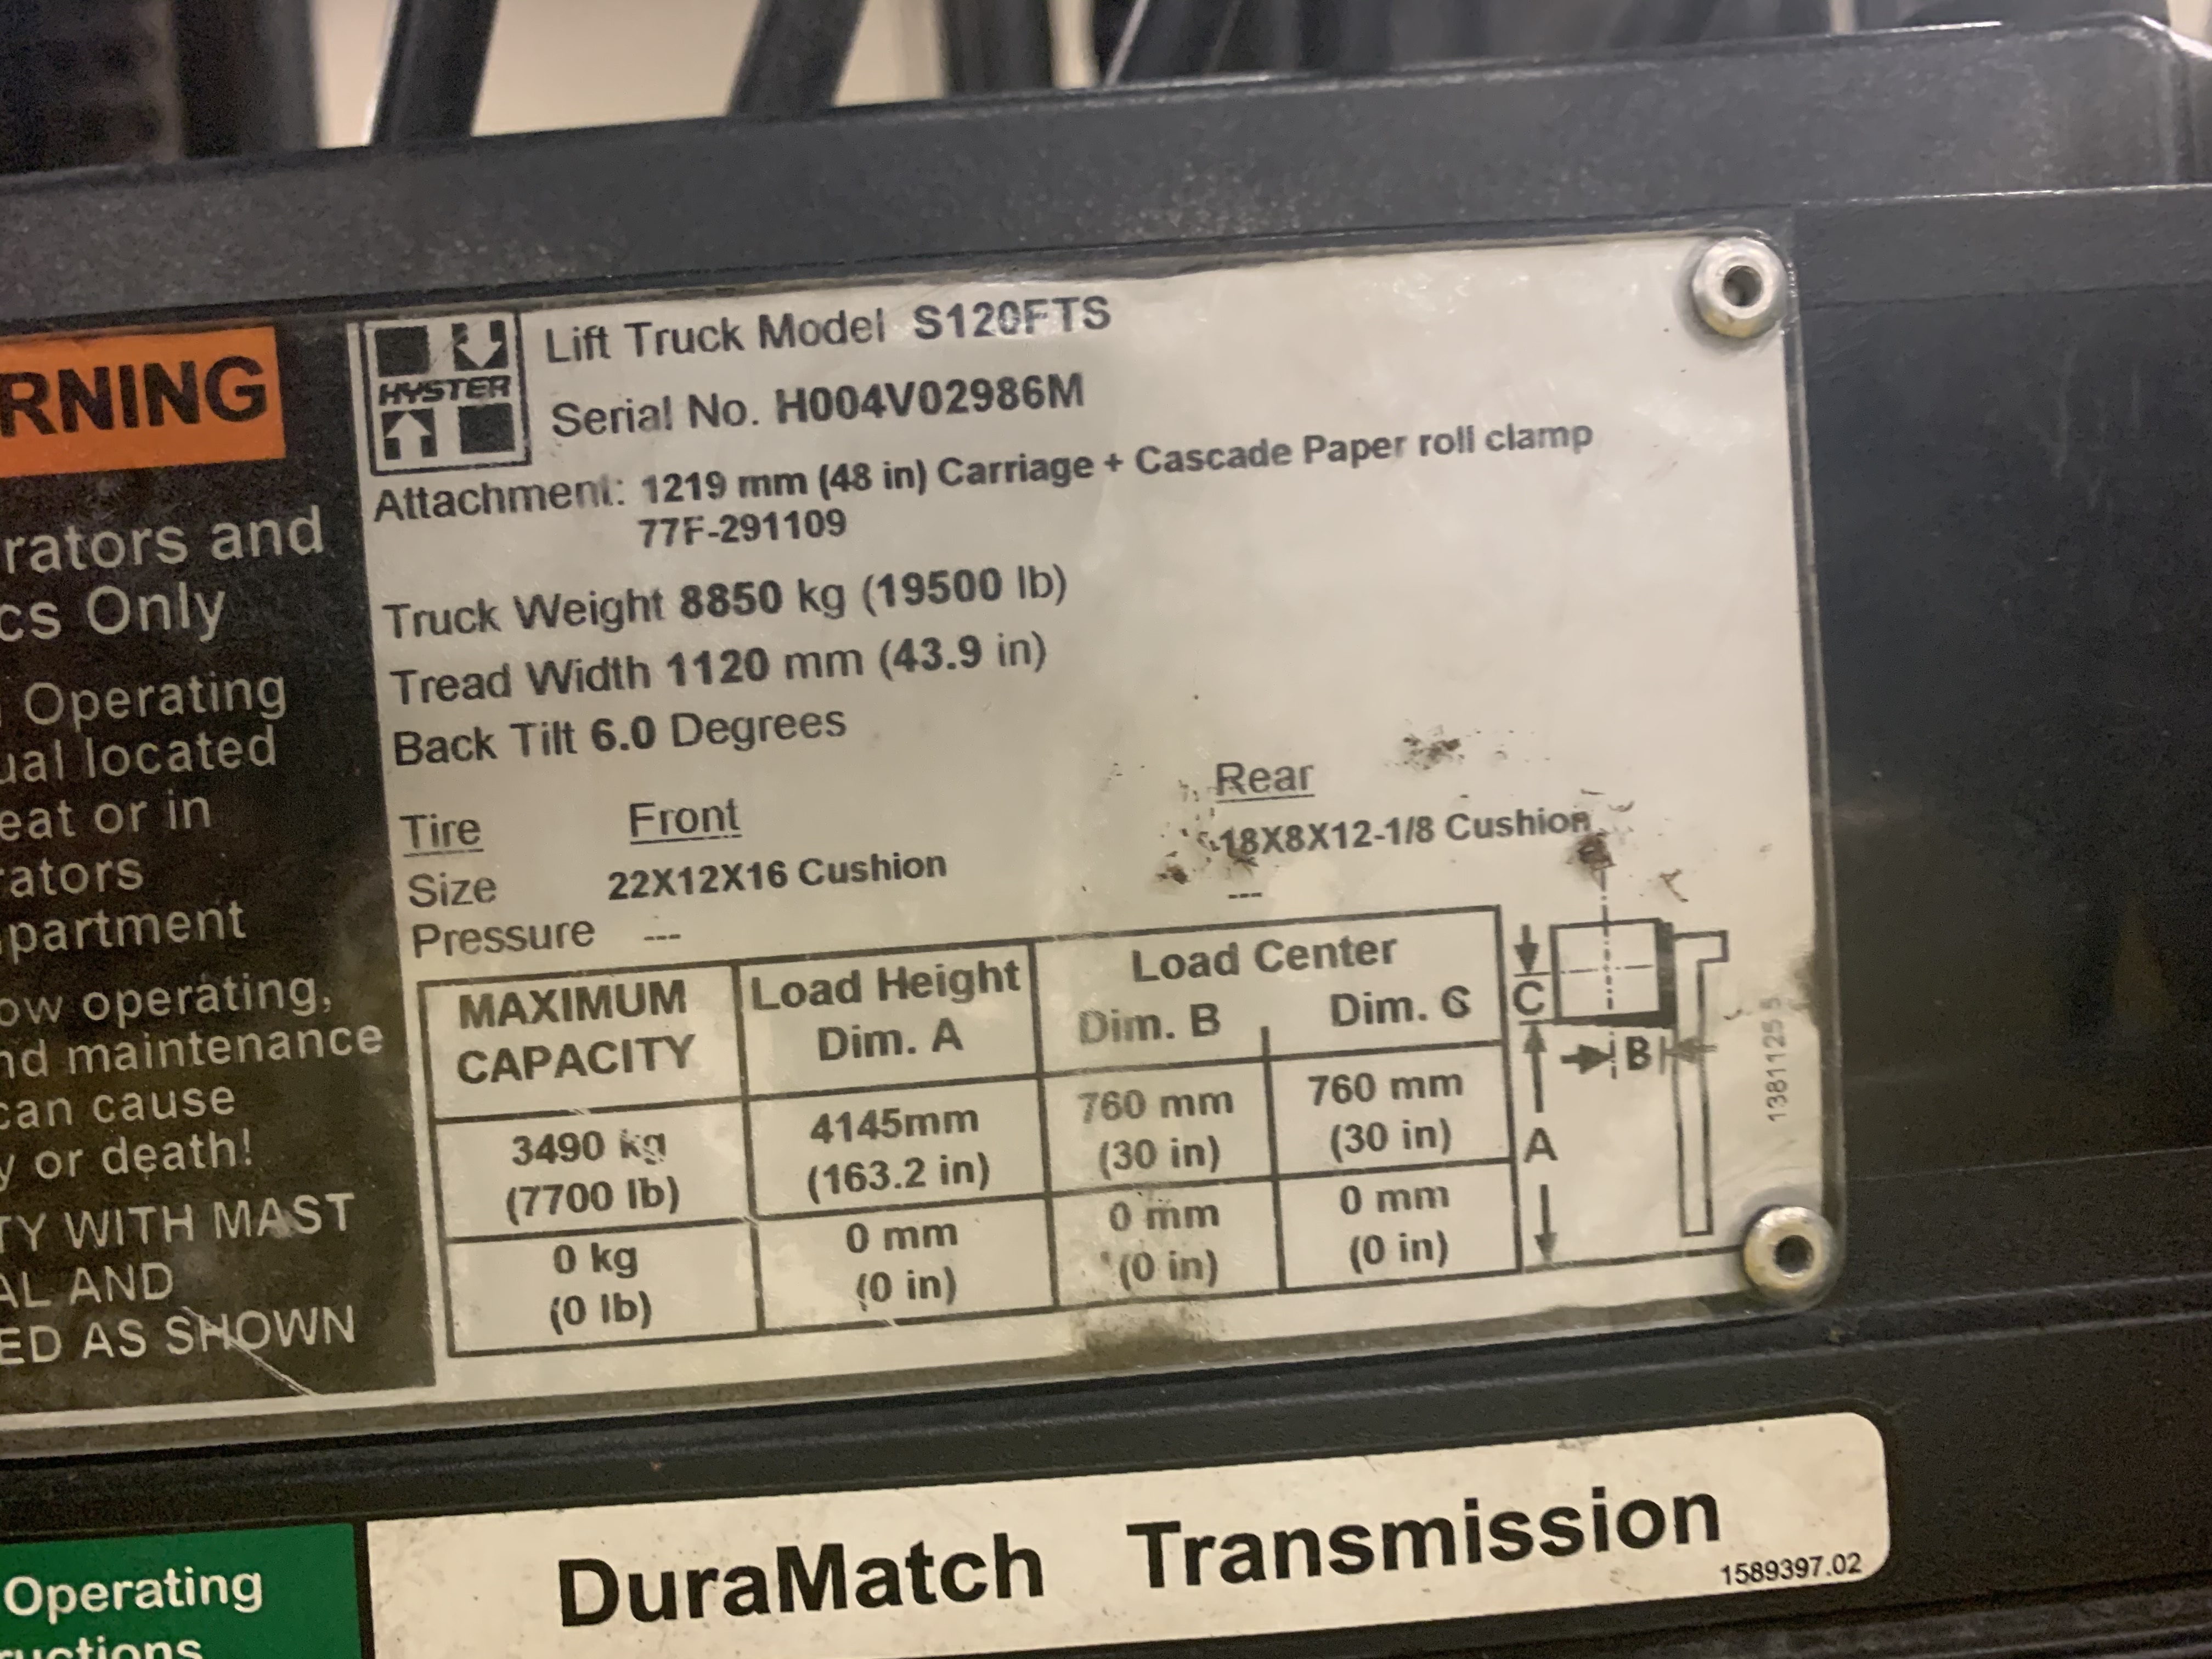 RNING
rators and
cs Only
Operating
ual located
eat or in
rators
partment
ow operating,
nd maintenance
can cause
y or death!
TY WITH MAST
AL AND
ED AS SHOWN
HYSTER
Lift Truck Model S120FTS
Serial No. H004V02986M
Attachment: 1219 mm (48 in) Carriage + Cascade Paper roll clamp
77F-291109
Truck Weight 8850 kg (19500 lb)
Tread Width 1120 mm (43.9 in)
Back Tilt 6.0 Degrees
Tire Front Rear
Size 22X12X16 Cushion 18X8X12-1/8 Cushion
Pressure --- ---
MAXIMUM CAPACITY Load Height Dim. A Load Center Dim. B Dim. C
3490 kg 4145mm 760 mm 760 mm
(7700 lb) (163.2 in) (30 in) (30 in)
0 kg 0 mm 0 mm 0 mm
(0 lb) (0 in) (0 in) (0 in)
C
B
A
1381125 5
DuraMatch Transmission
1589397.02
Operating
ructions